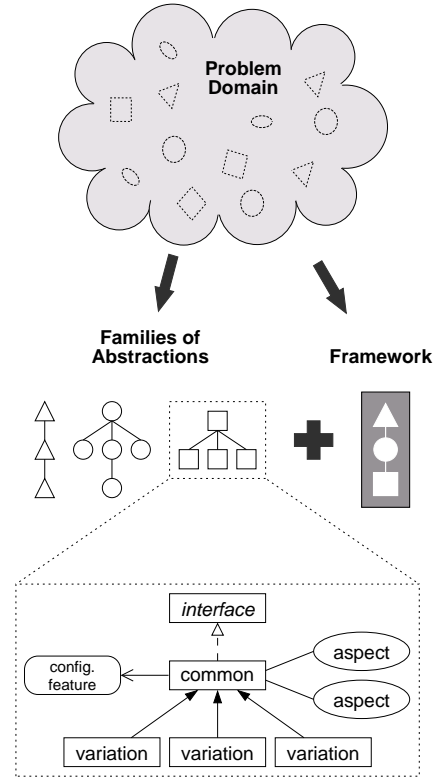 Problem
Domain
Families of
Abstractions
Framework
interface
config.
feature
common
aspect
aspect
variation
variation
variation